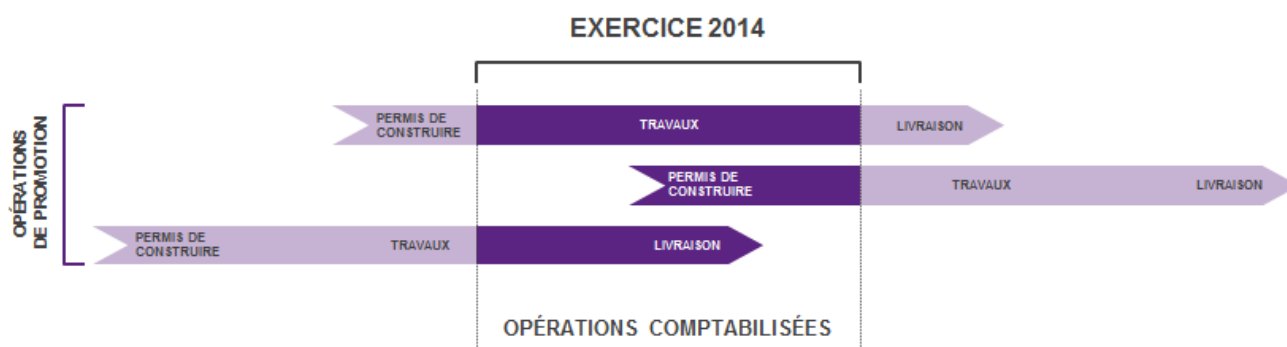 EXERCICE 2014
OPÉRATIONS
DE PROMOTION
PERMIS DE
CONSTRUIRE
TRAVAUX
LIVRAISON
PERMIS DE
CONSTRUIRE
TRAVAUX
LIVRAISON
PERMIS DE
CONSTRUIRE
TRAVAUX
LIVRAISON
OPÉRATIONS COMPTABILISÉES